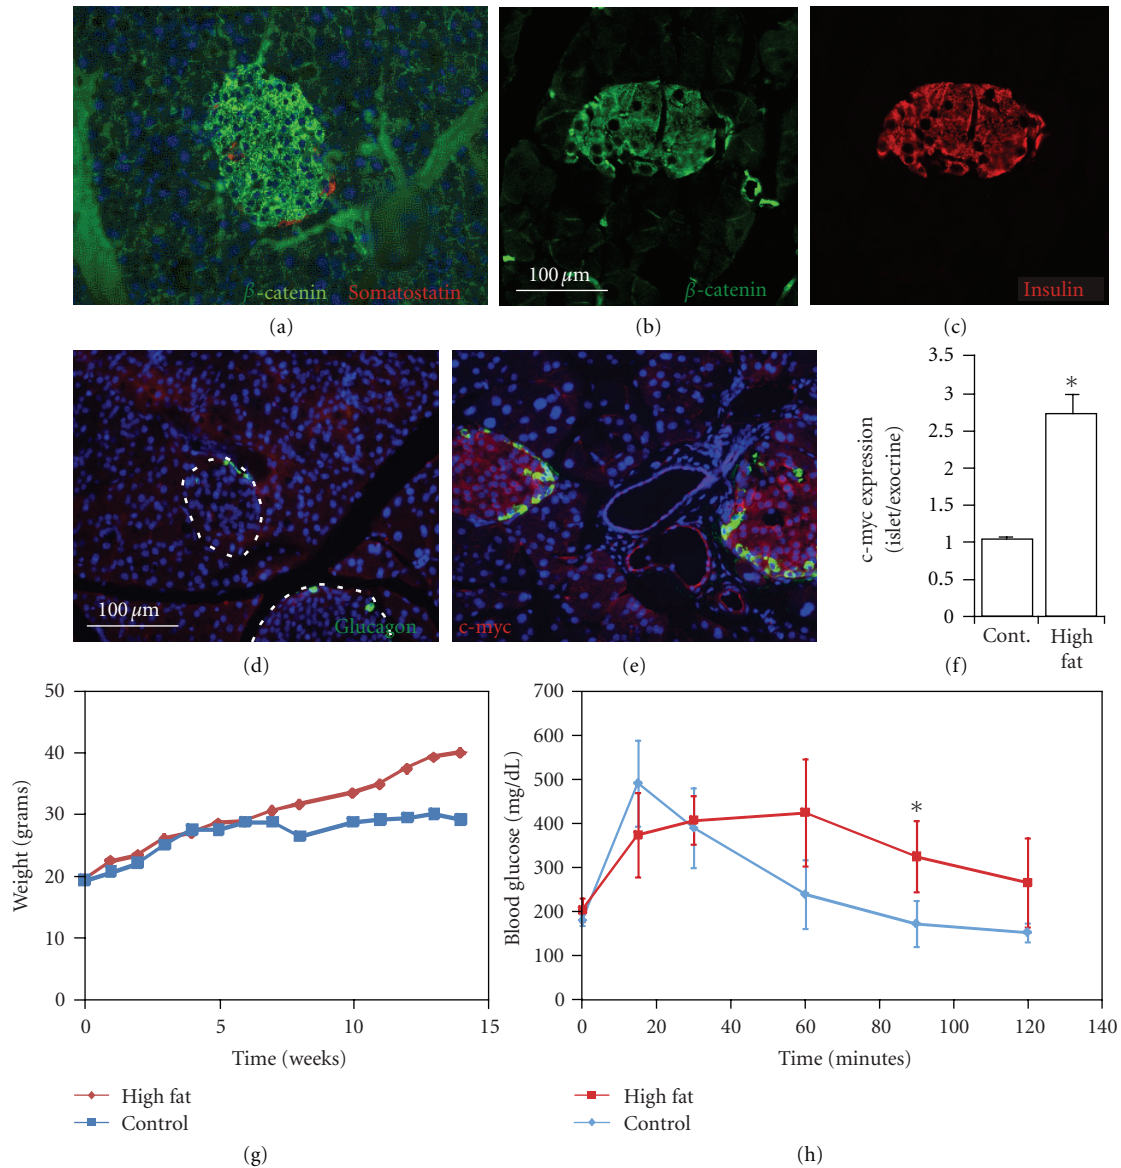 β-catenin Somatostatin
(a)
100 μm
β-catenin
(b)
Insulin
(c)
100 μm
Glucagon
(d)
c-myc
(e)
c-myc expression
(islet/exocrine)
3.5
3
2.5
2
1.5
1
0.5
0
Cont.
High
fat
*
(f)
Weight (grams)
50
40
30
20
10
0
0 5 10 15
Time (weeks)
High fat
Control
(g)
Blood glucose (mg/dL)
700
600
500
400
300
200
100
0
*
0 20 40 60 80 100 120 140
Time (minutes)
High fat
Control
(h)